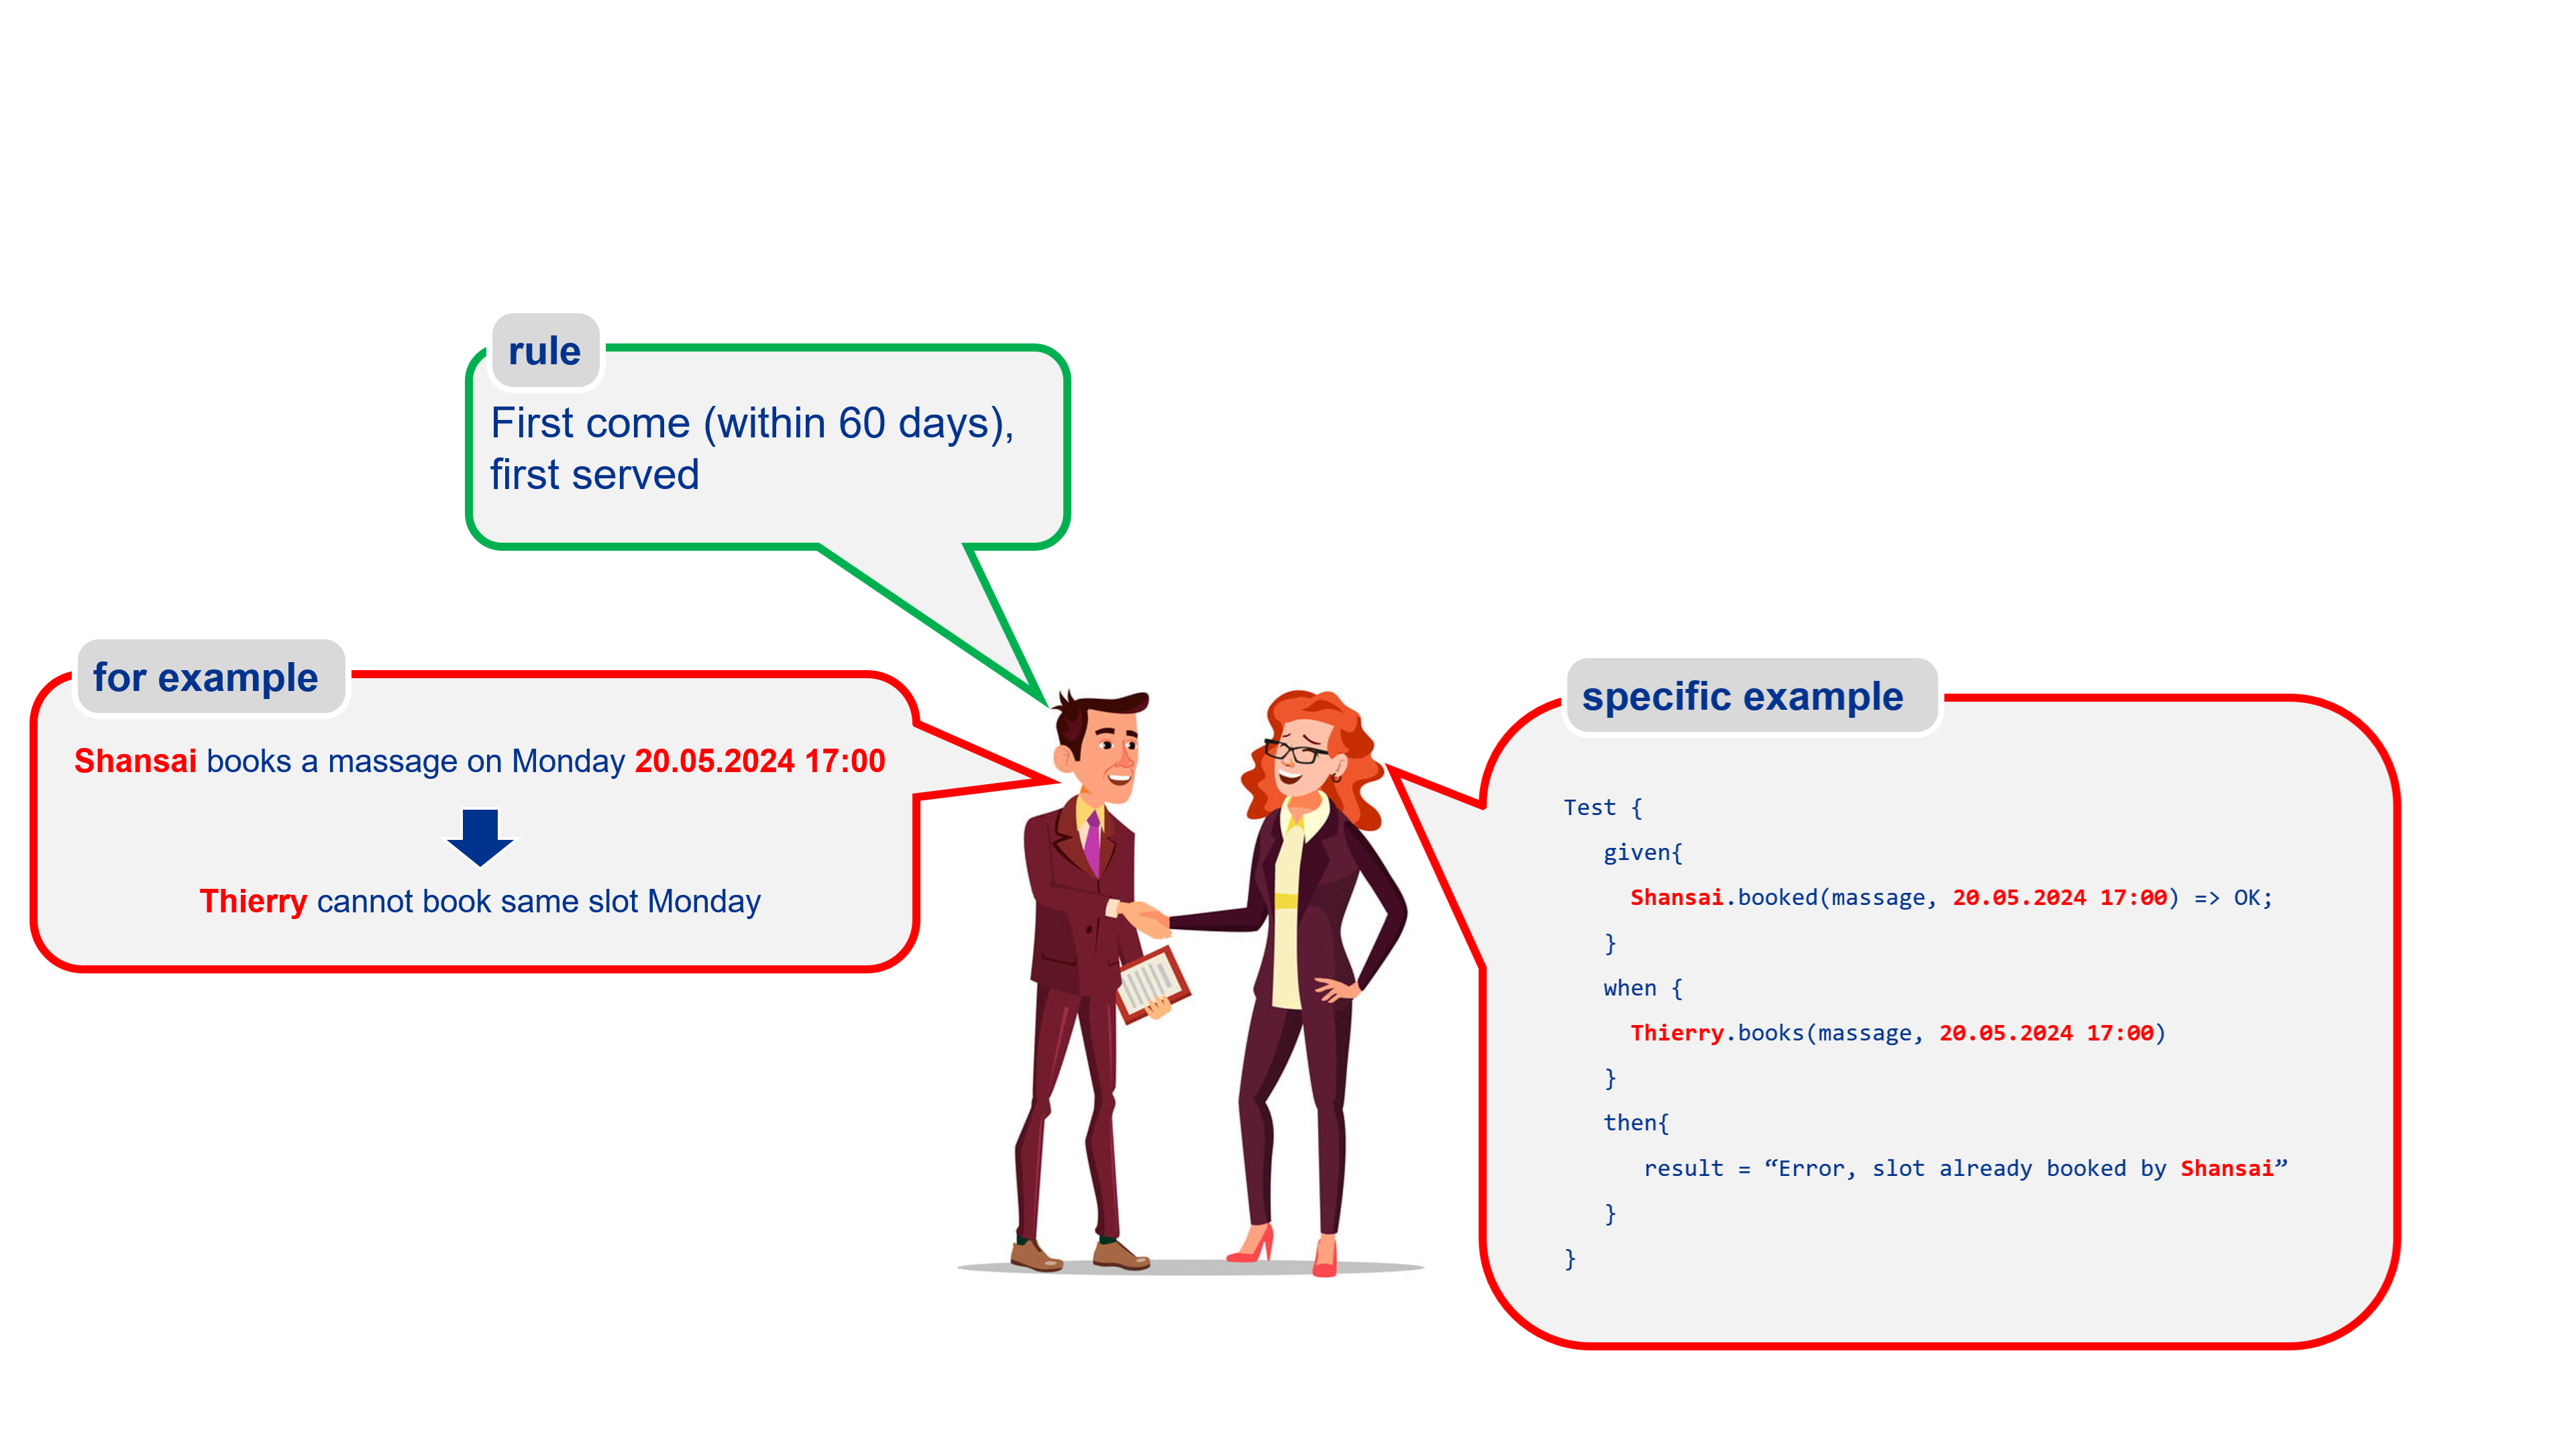 rule
First come (within 60 days),
first served
for example
Shansai books a massage on Monday 20.05.2024 17:00
Thierry cannot book same slot Monday
specific example
Test {
given{
Shansai.booked(massage, 20.05.2024 17:00) => OK;
}
when {
Thierry.books(massage, 20.05.2024 17:00)
}
then{
result = “Error, slot already booked by Shansai”
}
}